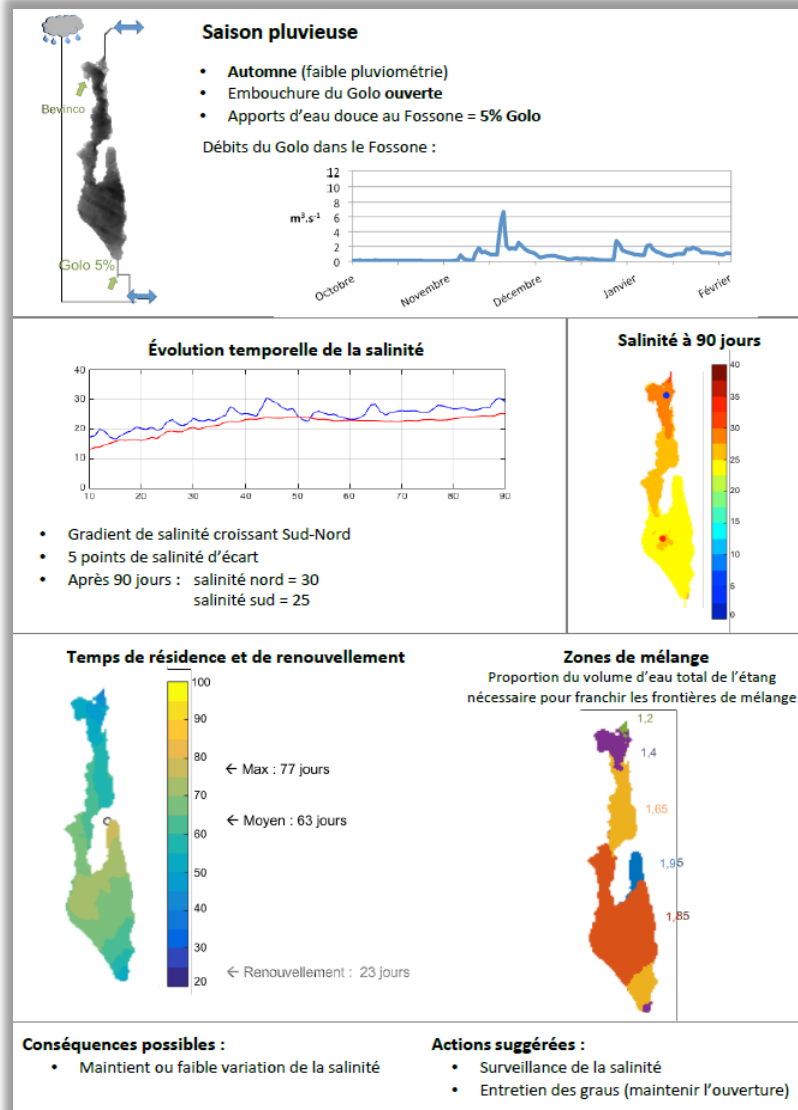 Saison pluvieuse
Bevinco
Golo 5%
• Automne (faible pluviométrie)
• Embouchure du Golo ouverte
• Apports d'eau douce au Fossone = 5% Golo
Débits du Golo dans le Fossone :
m³.s⁻¹
12
10
8
6
4
2
0
Octobre
Novembre
Décembre
Janvier
Février
Évolution temporelle de la salinité
40
30
20
10
0
10 20 30 40 50 60 70 80 90
• Gradient de salinité croissant Sud-Nord
• 5 points de salinité d'écart
• Après 90 jours : salinité nord = 30
salinité sud = 25
Salinité à 90 jours
40
35
30
25
20
15
10
5
0
Temps de résidence et de renouvellement
100
90
80
70
60
50
40
30
20
← Max : 77 jours
← Moyen : 63 jours
← Renouvellement : 23 jours
Zones de mélange
Proportion du volume d'eau total de l'étang
nécessaire pour franchir les frontières de mélange
1,2
1,4
1,65
1,95
1,85
Conséquences possibles :
• Maintient ou faible variation de la salinité
Actions suggérées :
• Surveillance de la salinité
• Entretien des graus (maintenir l'ouverture)